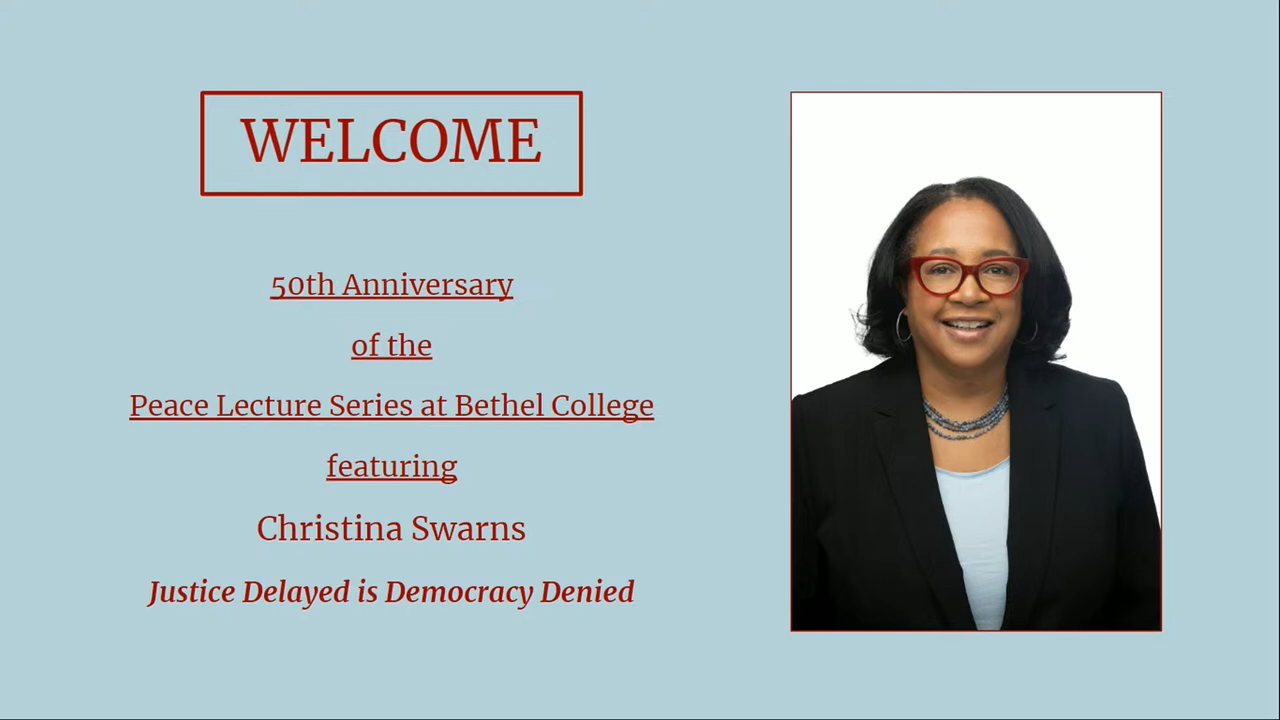 WELCOME
50th Anniversary
of the
Peace Lecture Series at Bethel College
featuring
Christina Swarns
Justice Delayed is Democracy Denied